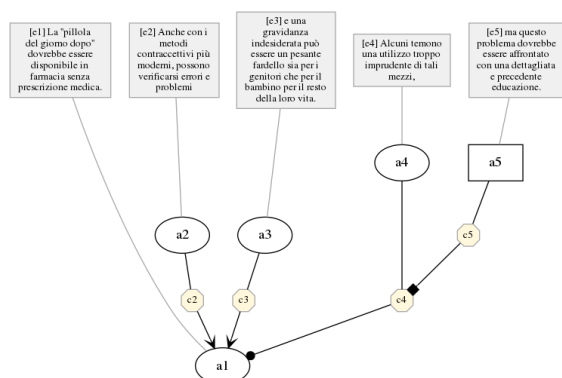 [e1] La "pillola
del giorno dopo"
dovrebbe essere
disponibile in
farmacia senza
prescrizione medica.
[e2] Anche con i
metodi
contraccettivi più
moderni, possono
verificarsi errori e
problemi
[e3] e una
gravidanza
indesiderata può
essere un pesante
fardello sia per i
genitori che per il
bambino per il resto
della loro vita.
[e4] Alcuni temono
una utilizzo troppo
imprudente di tali
mezzi,
[e5] ma questo
problema dovrebbe
essere affrontato
con una dettagliata
e precedente
educazione.
a4
a5
a2
a3
c5
c2
c3
c4
a1